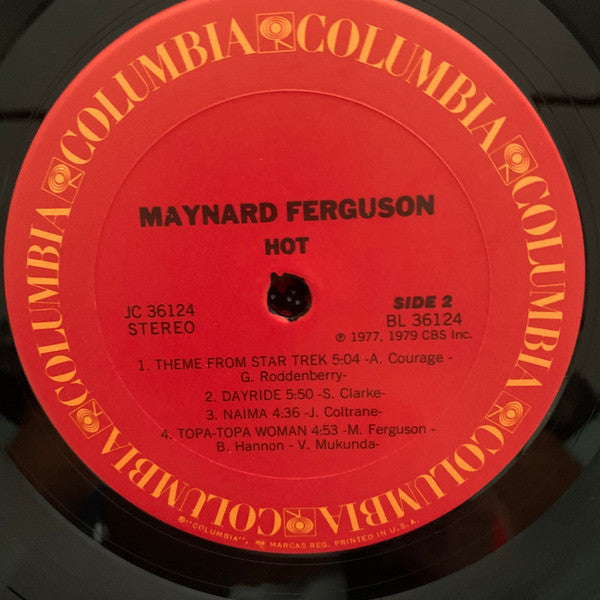 COLUMBIA COLUMBIA COLUMBIA COLUMBIA COLUMBIA COLUMBIA
MAYNARD FERGUSON
HOT
JC 36124
STEREO
SIDE 2
BL 36124
℗ 1977, 1979 CBS Inc.
1. THEME FROM STAR TREK 5:04 -A. Courage -
G. Roddenberry-
2. DAYRIDE 5:50 -S. Clarke-
3. NAIMA 4:36 -J. Coltrane-
4. TOPA-TOPA WOMAN 4:53 -M. Ferguson -
B. Hannon - V. Mukunda-
®"COLUMBIA", MARCAS REG. PRINTED IN U.S.A.